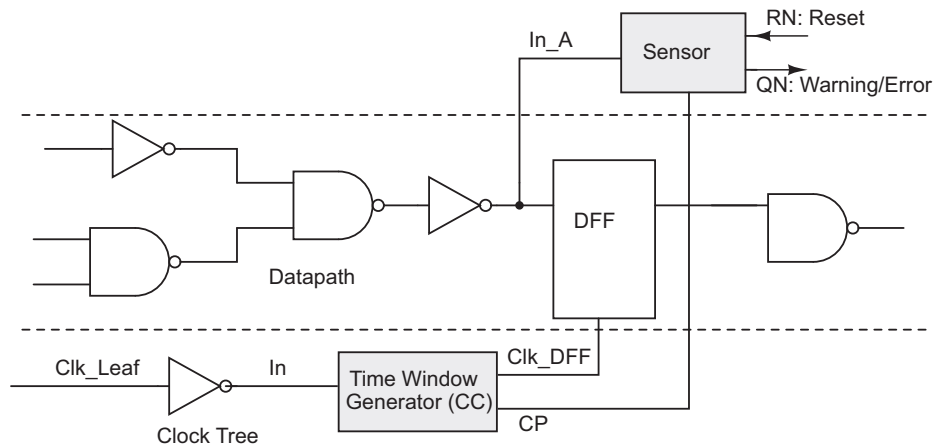 RN: Reset
In_A
Sensor
QN: Warning/Error
DFF
Datapath
Clk_Leaf
In
Time Window
Generator (CC)
Clk_DFF
CP
Clock Tree